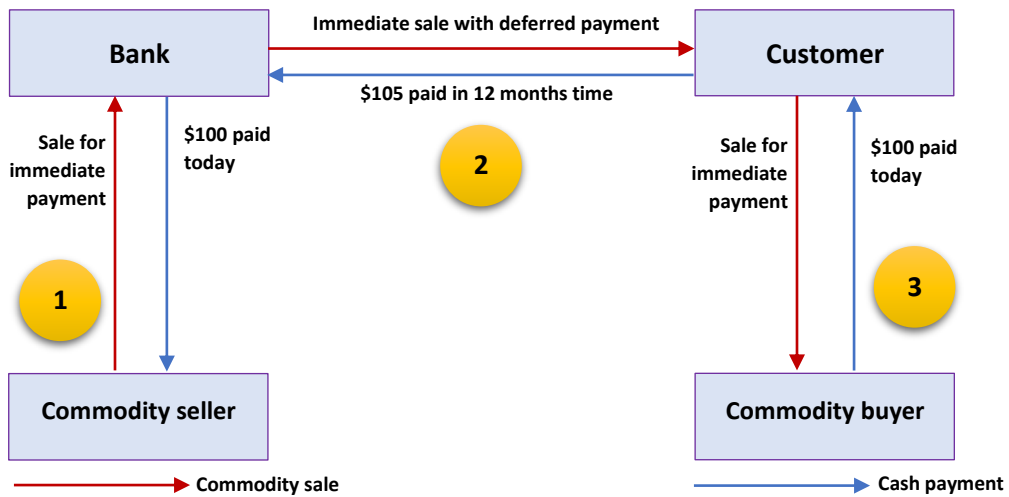 Immediate sale with deferred payment
Bank
Customer
$105 paid in 12 months time
Sale for
immediate
payment
$100 paid
today
2
Sale for
immediate
payment
$100 paid
today
1
3
Commodity seller
Commodity buyer
Commodity sale
Cash payment